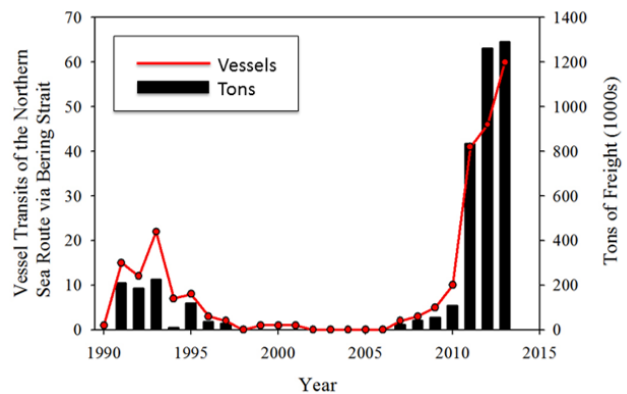 Vessel Transits of the Northern
Sea Route via Bering Strait
70
60
50
40
30
20
10
0
Vessels
Tons
1400
1200
1000
800
600
400
200
0
Tons of Freight (1000s)
1990 1995 2000 2005 2010 2015
Year